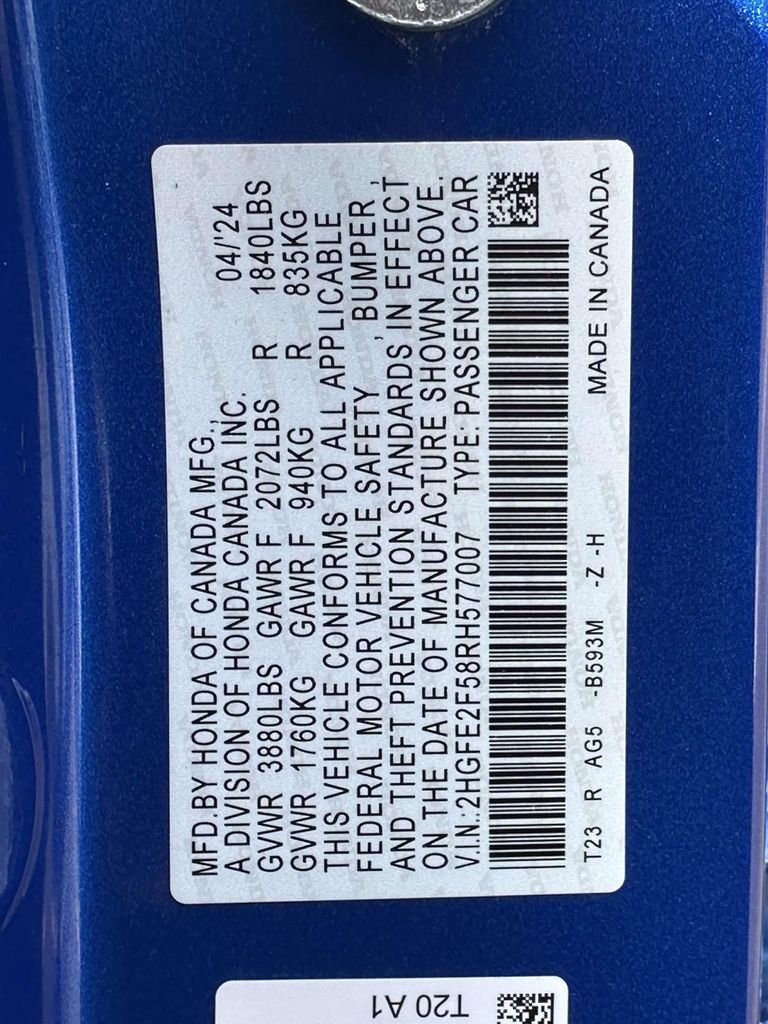 MFD.BY HONDA OF CANADA MFG., 04/'24
A DIVISION OF HONDA CANADA INC.
GVWR 3880LBS GAWR F 2072LBS R 1840LBS
GVWR 1760KG GAWR F 940KG R 835KG
THIS VEHICLE CONFORMS TO ALL APPLICABLE
FEDERAL MOTOR VEHICLE SAFETY , BUMPER ,
AND THEFT PREVENTION STANDARDS IN EFFECT
ON THE DATE OF MANUFACTURE SHOWN ABOVE.
V.I.N.:2HGFE2F58RH577007 TYPE:PASSENGER CAR
MADE IN CANADA
T23 R AG5 -B593M -Z -H
T20 A1